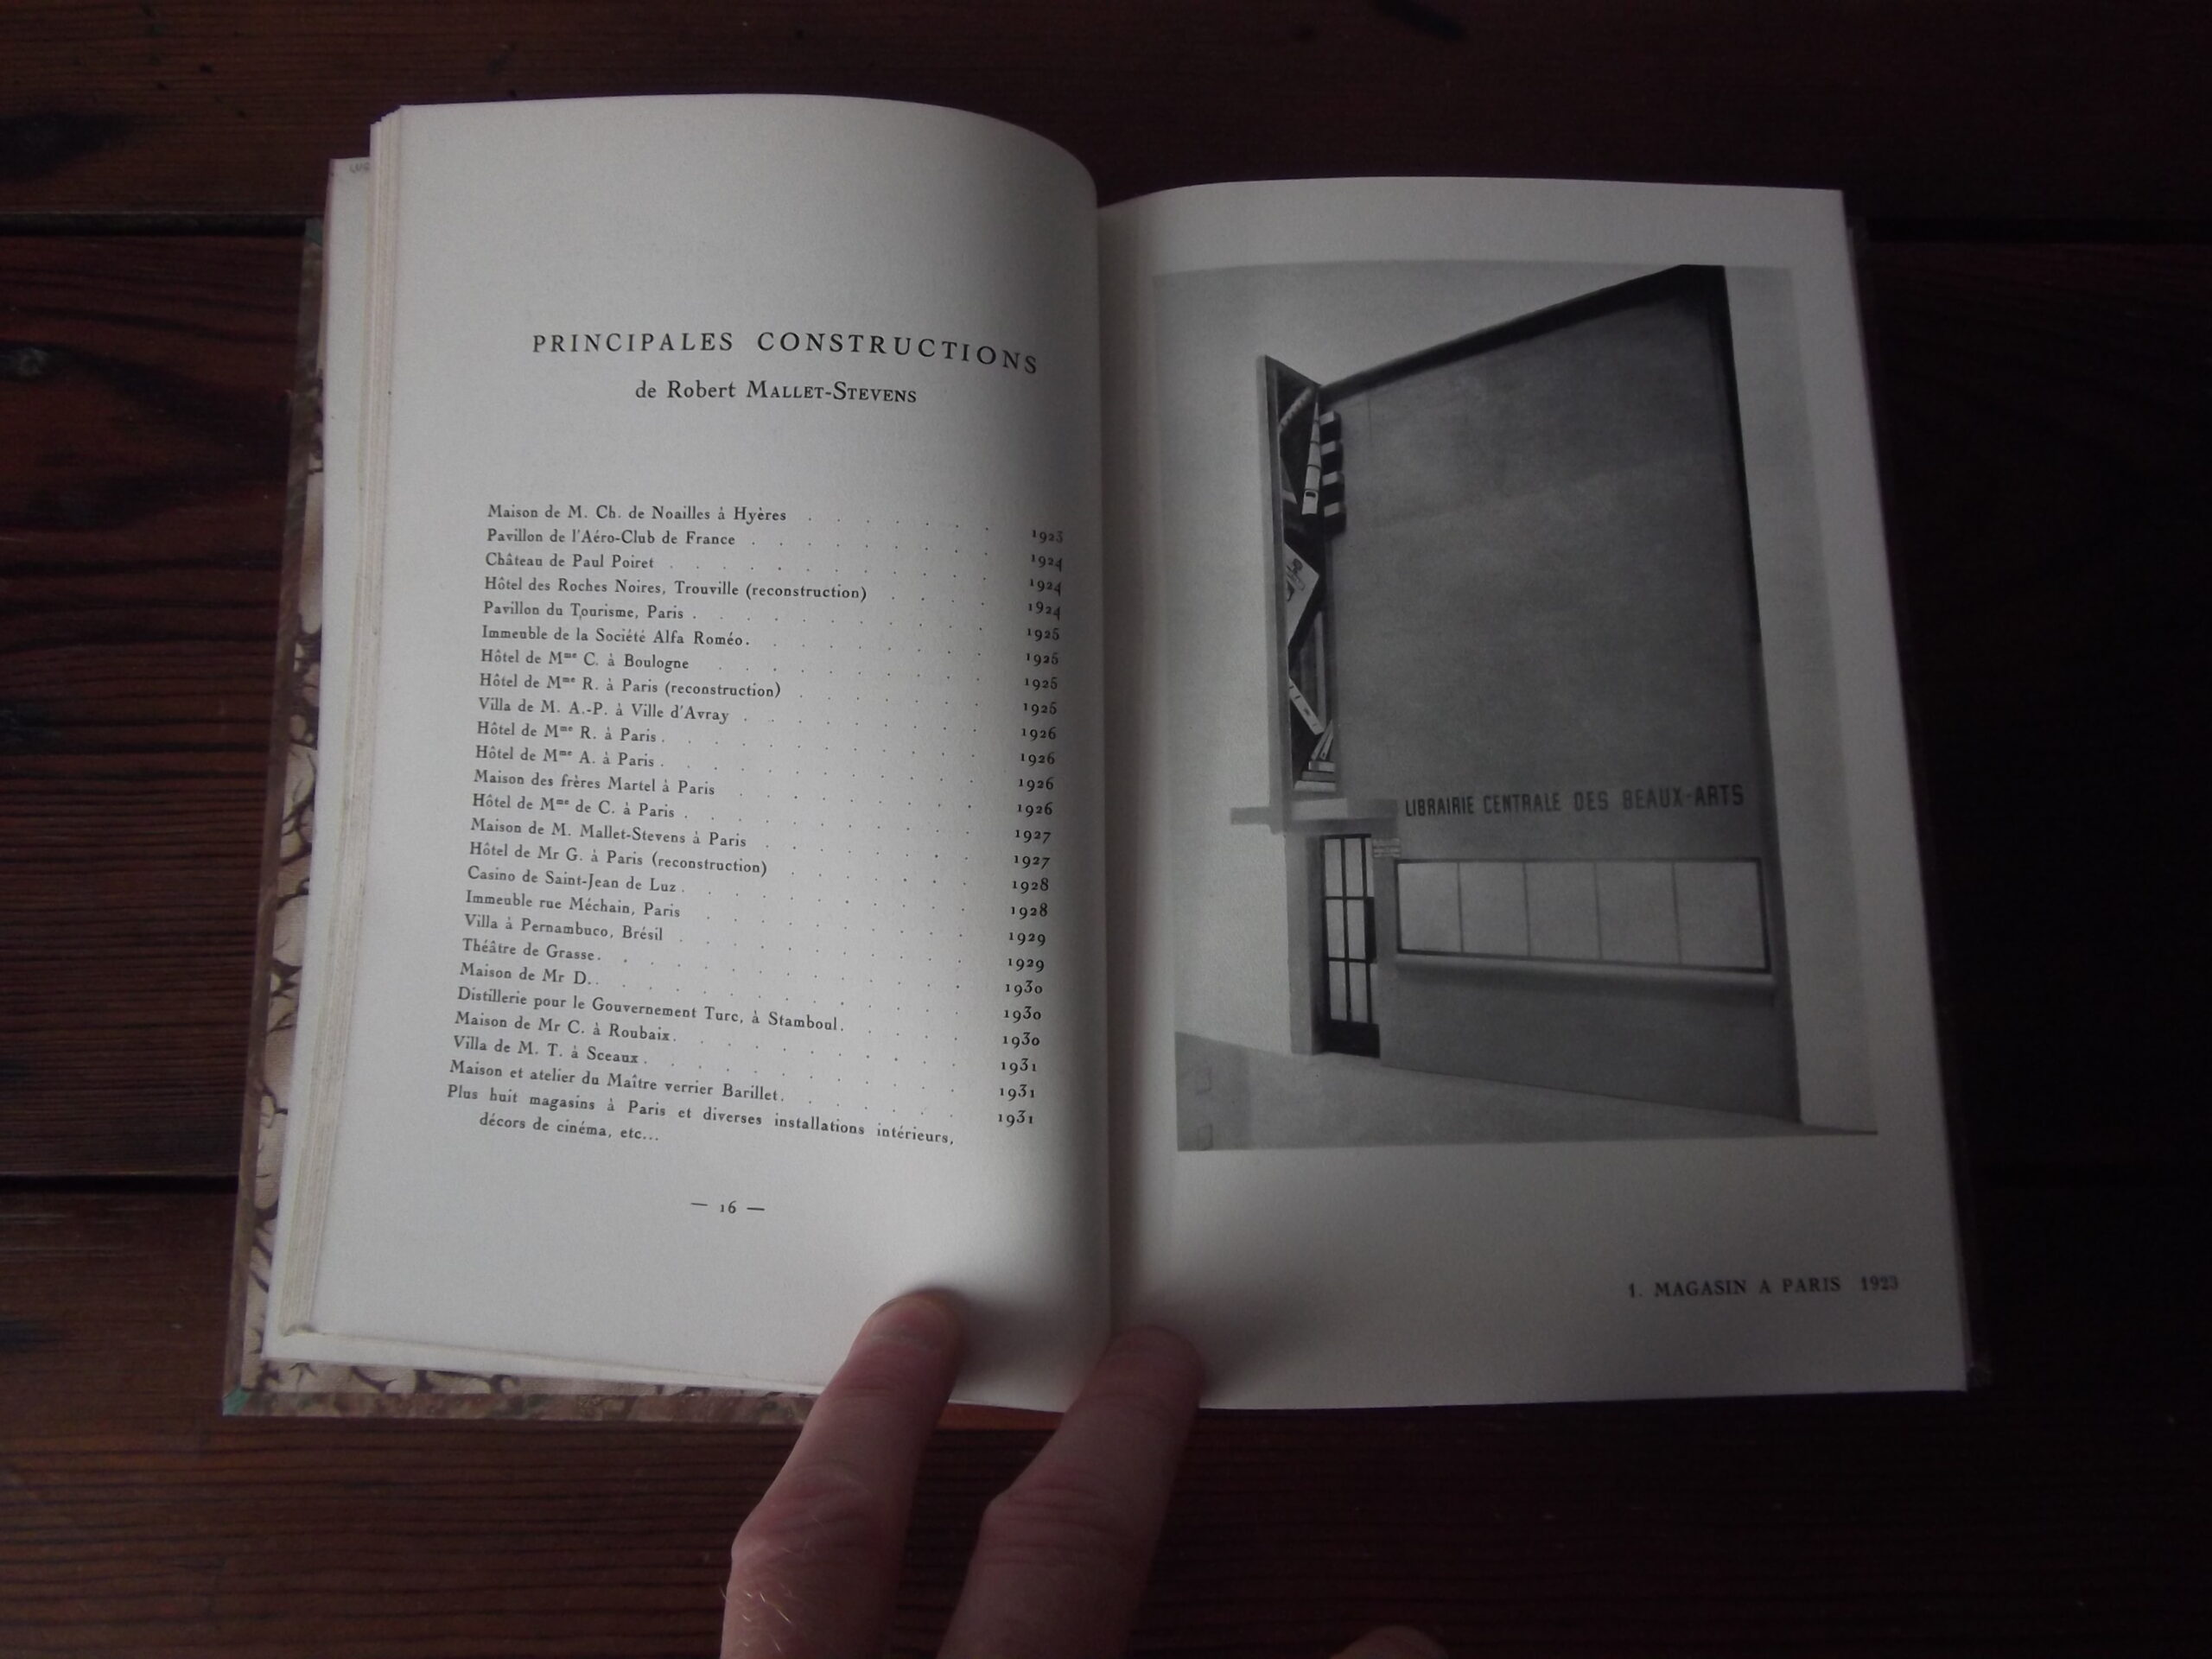 PRINCIPALES CONSTRUCTIONS
de Robert MALLET-STEVENS
Maison de M. Ch. de Noailles à Hyères . . . . . . . 1923
Pavillon de l'Aéro-Club de France . . . . . . . . . 1924
Château de Paul Poiret . . . . . . . . . . . 1924
Hôtel des Roches Noires, Trouville (reconstruction) . . . . 1924
Pavillon du Tourisme, Paris . . . . . . . . . . 1925
Immeuble de la Société Alfa Roméo. . . . . . . . . 1925
Hôtel de Mme C. à Boulogne . . . . . . . . . . 1925
Hôtel de Mme R. à Paris (reconstruction) . . . . . . . 1925
Villa de M. A.-P. à Ville d'Avray . . . . . . . . . 1926
Hôtel de Mme R. à Paris . . . . . . . . . . . 1926
Hôtel de Mme A. à Paris . . . . . . . . . . . 1926
Maison des frères Martel à Paris . . . . . . . . . 1926
Hôtel de Mme de C. à Paris . . . . . . . . . . 1927
Maison de M. Mallet-Stevens à Paris . . . . . . . . 1927
Hôtel de Mr G. à Paris (reconstruction) . . . . . . . 1928
Casino de Saint-Jean de Luz . . . . . . . . . . 1928
Immeuble rue Méchain, Paris . . . . . . . . . . 1929
Villa à Pernambuco, Brésil . . . . . . . . . . 1929
Théâtre de Grasse. . . . . . . . . . . . . 1930
Maison de Mr D. . . . . . . . . . . . . . 1930
Distillerie pour le Gouvernement Turc, à Stamboul. . . . . 1930
Maison de Mr C. à Roubaix. . . . . . . . . . . 1931
Villa de M. T. à Sceaux . . . . . . . . . . . 1931
Maison et atelier du Maître verrier Barillet. . . . . . . 1931
Plus huit magasins à Paris et diverses installations intérieurs,
décors de cinéma, etc...
— 16 —
LIBRAIRIE CENTRALE DES BEAUX-ARTS
1. MAGASIN A PARIS 1923